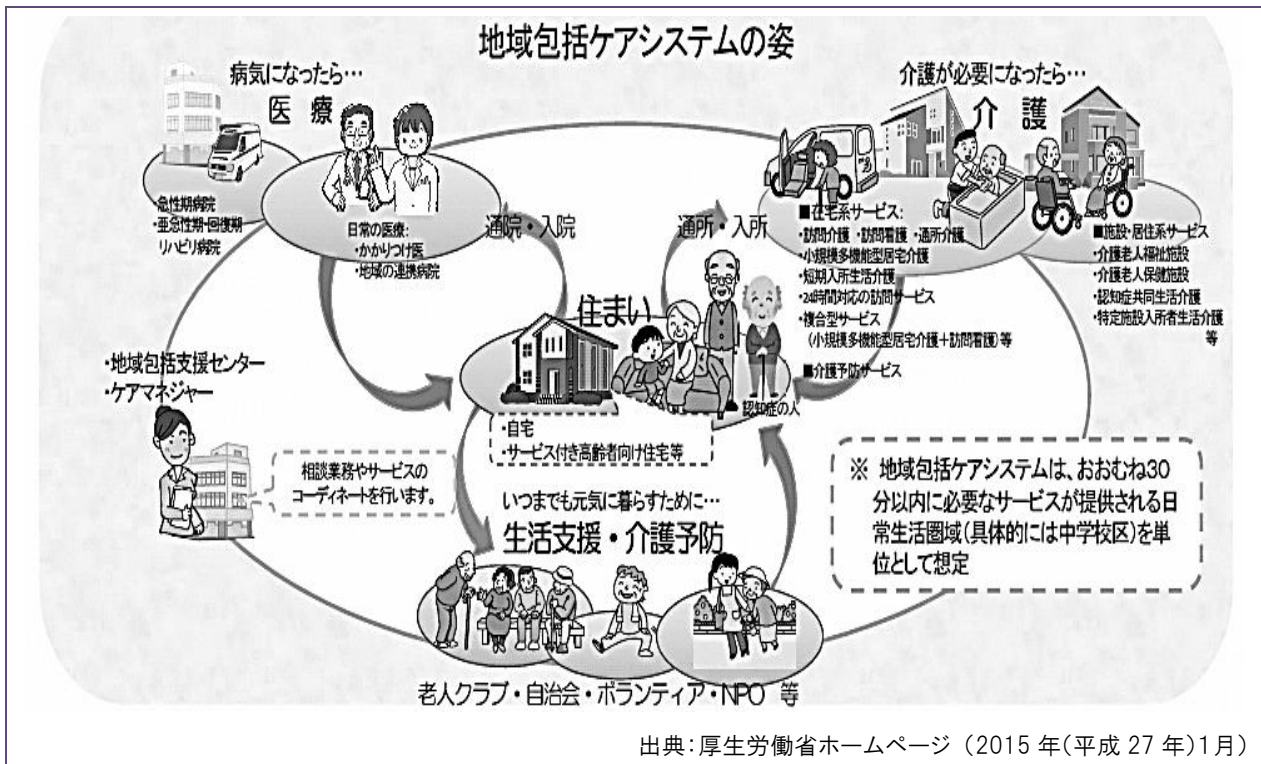 地域包括ケアシステムの姿
病気になったら…
医 療
介護が必要になったら…
介 護
急性期病院
・亜急性期・回復期
リハビリ病院
日常の医療:
・かかりつけ医
・地域の連携病院
通院・入院
通所・入所
■在宅系サービス:
・訪問介護 ・訪問看護 ・通所介護
・小規模多機能型居宅介護
・短期入所生活介護
・24時間対応の訪問サービス
・複合型サービス
(小規模多機能型居宅介護+訪問看護)等
■介護予防サービス
■施設・居住系サービス
・介護老人福祉施設
・介護老人保健施設
・認知症共同生活介護
・特定施設入所者生活介護
等
住まい
認知症の人
・自宅
・サービス付き高齢者向け住宅等
・地域包括支援センター
・ケアマネジャー
相談業務やサービスの
コーディネートを行います。
いつまでも元気に暮らすために…
生活支援・介護予防
※ 地域包括ケアシステムは、おおむね30
分以内に必要なサービスが提供される日
常生活圏域(具体的には中学校区)を単
位として想定
老人クラブ・自治会・ボランティア・NPO 等
出典:厚生労働省ホームページ (2015 年(平成 27 年)1月)